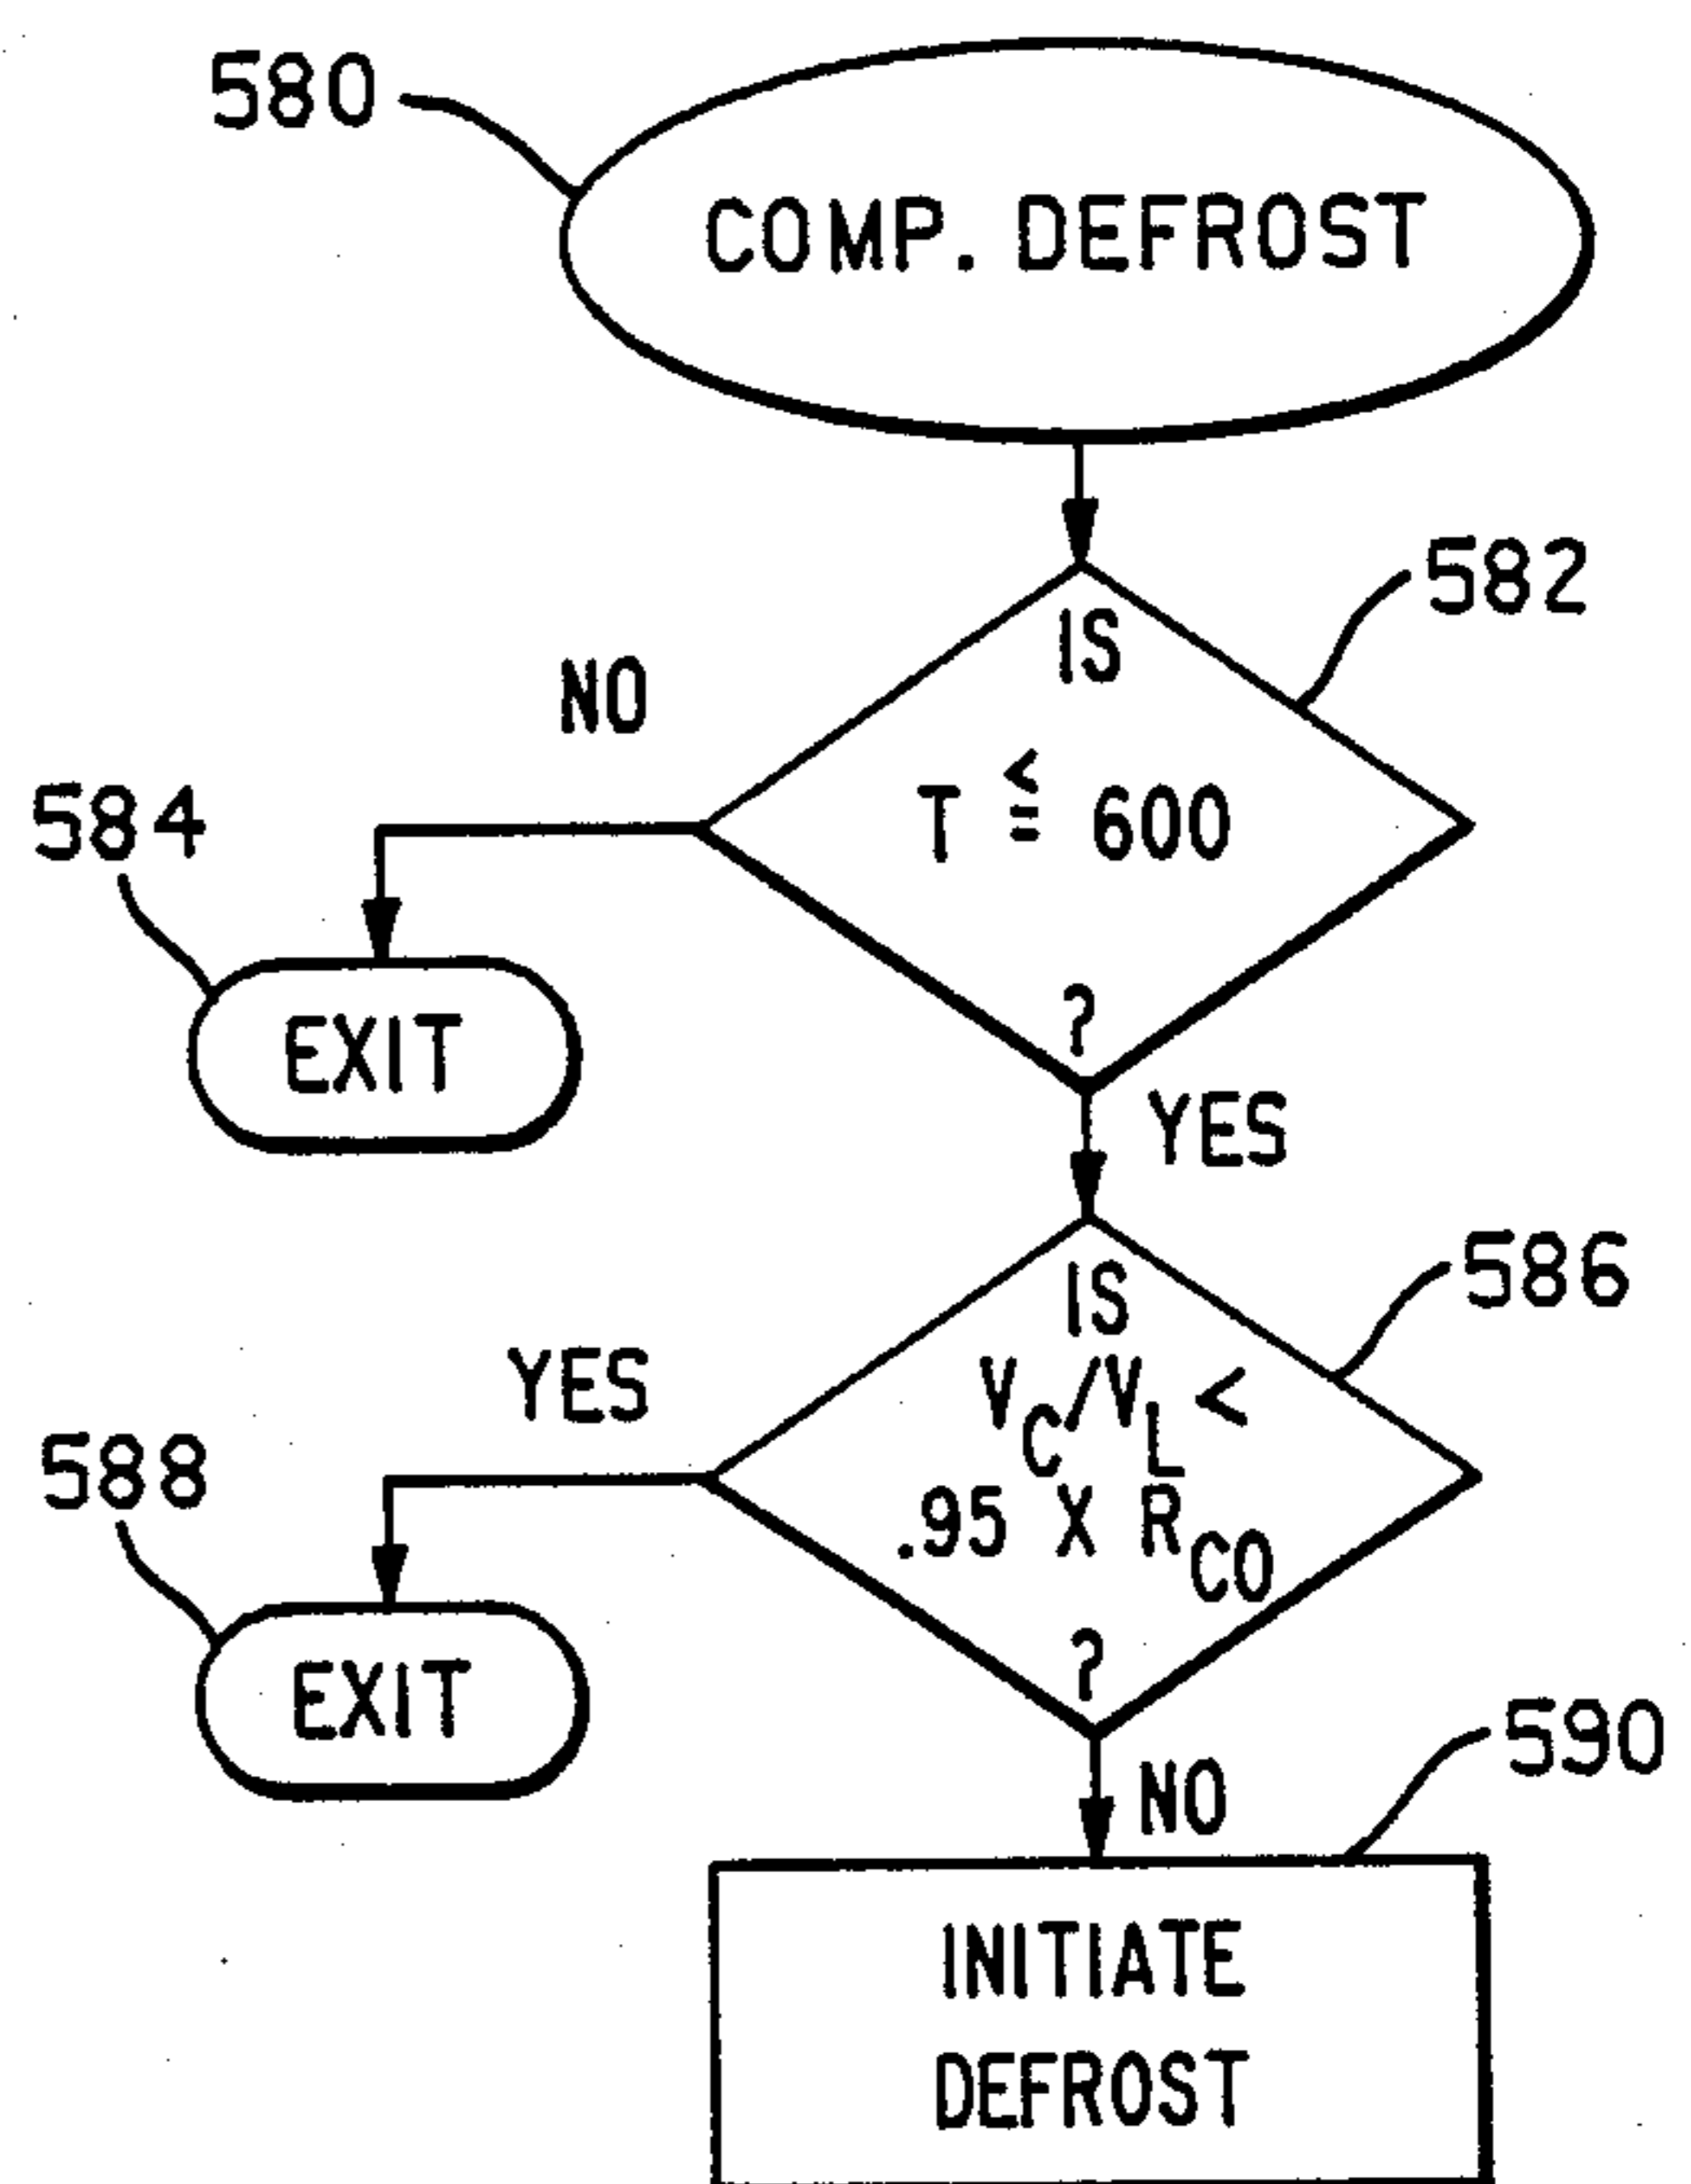 580
COMP. DEFROST
582
IS
NO
T ≦ 600
584
?
EXIT
YES
586
IS
YES
V_C/V_L <
588
.95 X R_CO
?
EXIT
590
NO
INITIATE
DEFROST